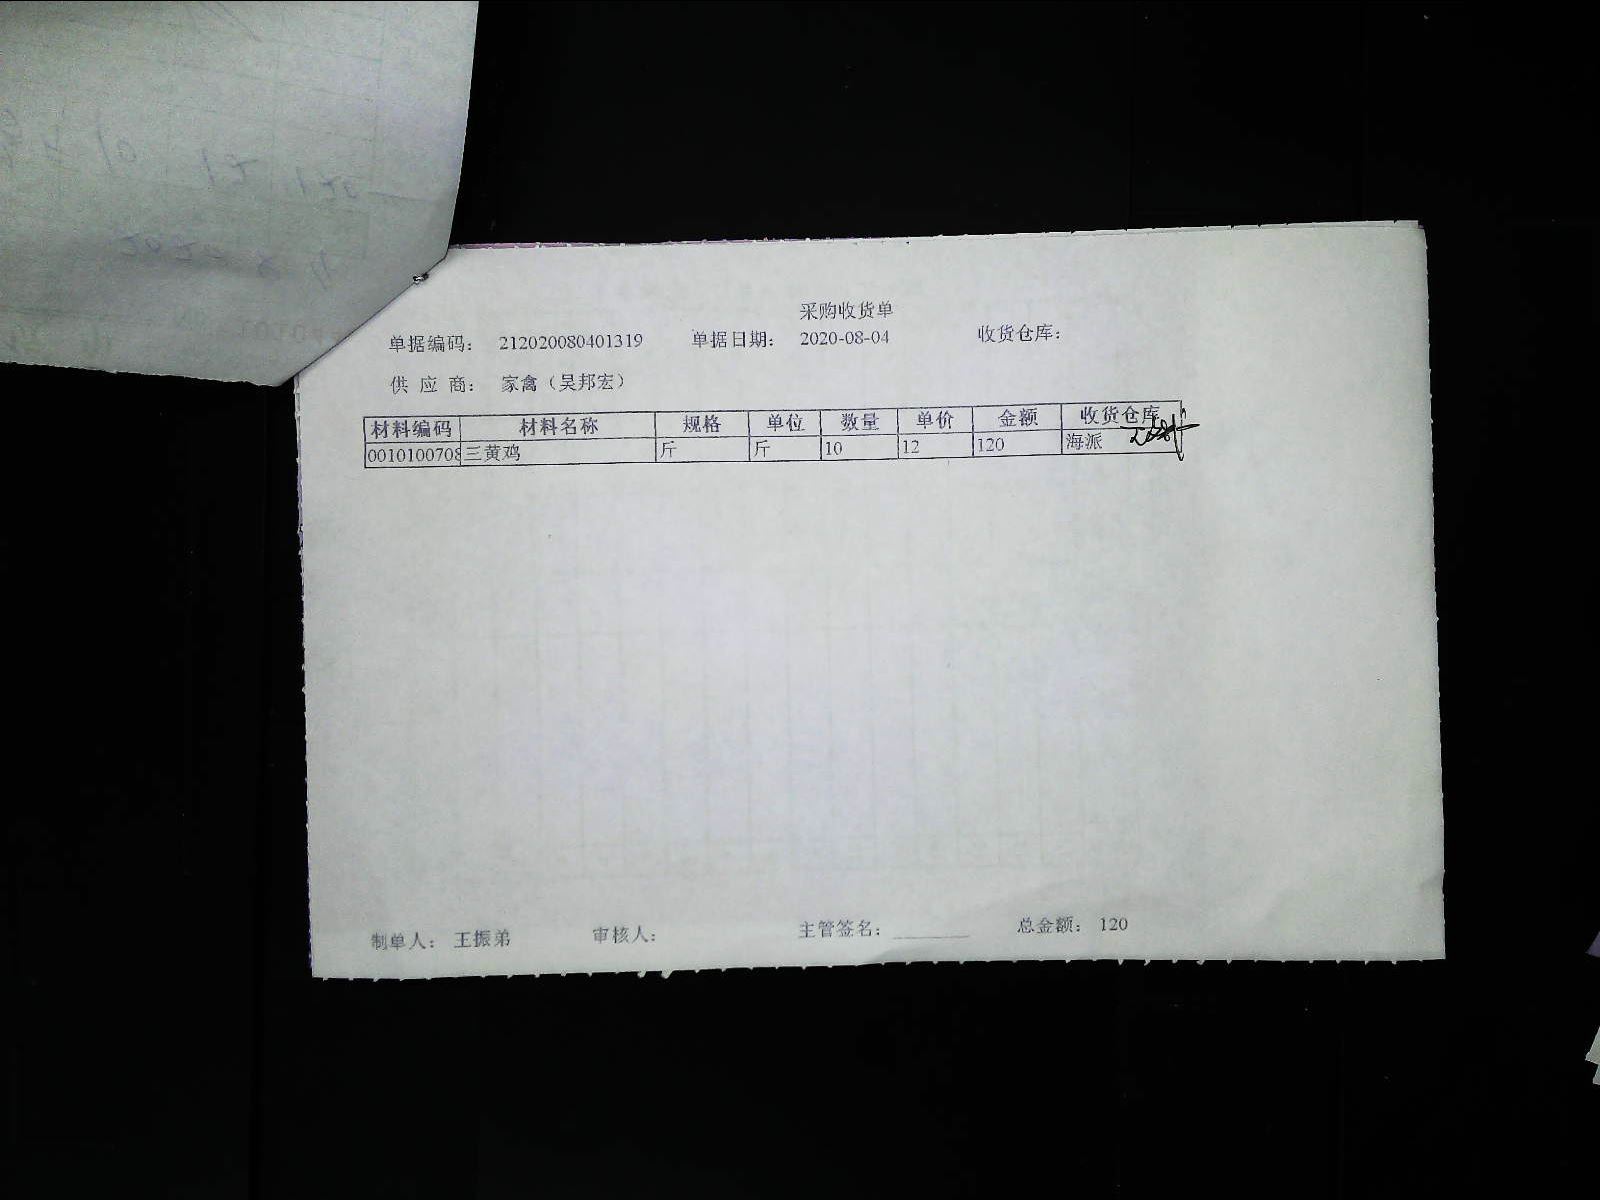 采购收货单
单据编码： 212020080401319 单据日期： 2020-08-04 收货仓库：
供 应 商： 家禽（吴邦宏）
材料编码 材料名称 规格 单位 数量 单价 金额 收货仓库
0010100708 三黄鸡 斤 斤 10 12 120 海派
制单人： 王振弟 审核人： 主管签名：_______ 总金额： 120